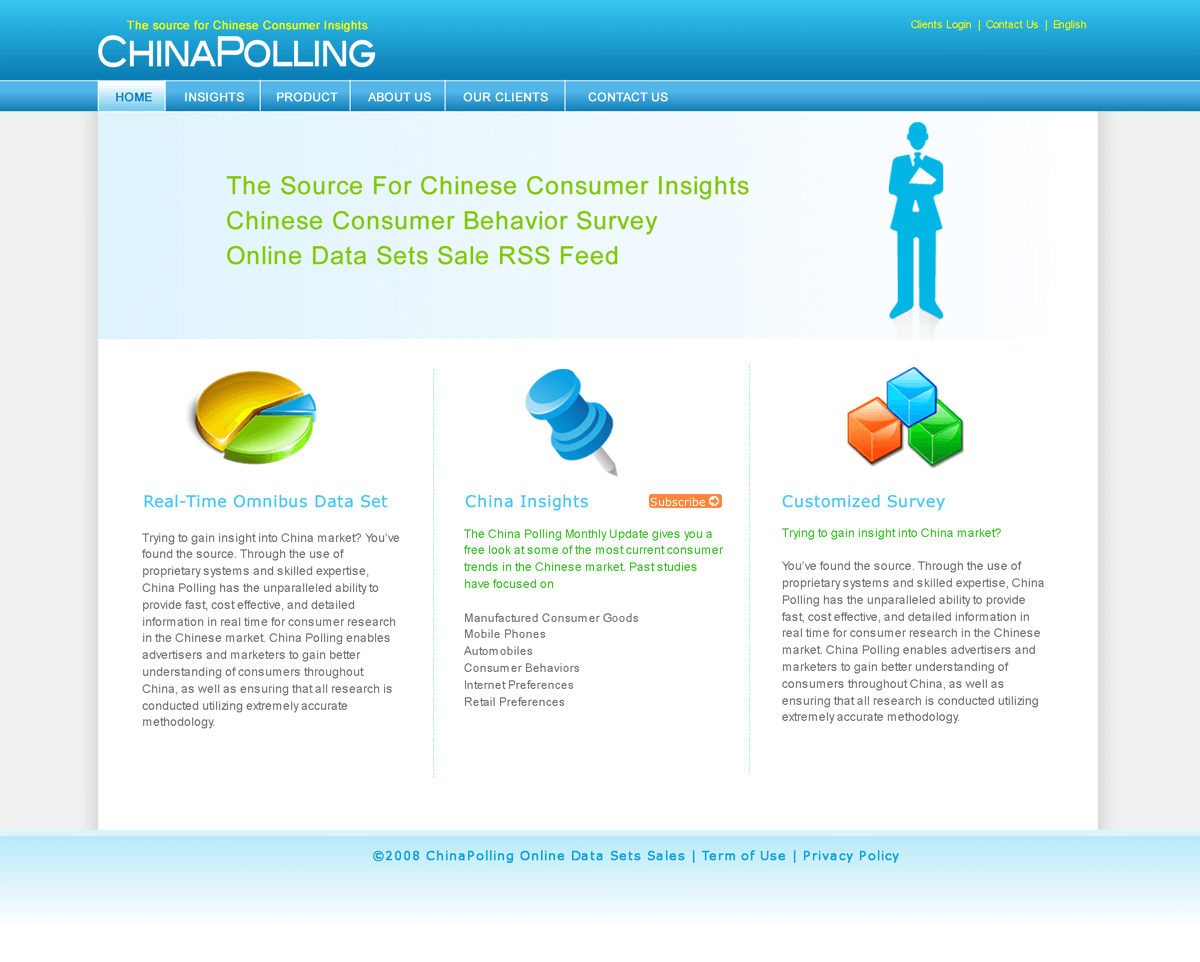 The source for Chinese Consumer Insights
Clients Login | Contact Us | English
CHINAPOLLING
HOME INSIGHTS PRODUCT ABOUT US OUR CLIENTS CONTACT US
The Source For Chinese Consumer Insights
Chinese Consumer Behavior Survey
Online Data Sets Sale RSS Feed
Real-Time Omnibus Data Set
Trying to gain insight into China market? You’ve
found the source. Through the use of
proprietary systems and skilled expertise,
China Polling has the unparalleled ability to
provide fast, cost effective, and detailed
information in real time for consumer research
in the Chinese market. China Polling enables
advertisers and marketers to gain better
understanding of consumers throughout
China, as well as ensuring that all research is
conducted utilizing extremely accurate
methodology.
China Insights
Subscribe
The China Polling Monthly Update gives you a
free look at some of the most current consumer
trends in the Chinese market. Past studies
have focused on
Manufactured Consumer Goods
Mobile Phones
Automobiles
Consumer Behaviors
Internet Preferences
Retail Preferences
Customized Survey
Trying to gain insight into China market?
You’ve found the source. Through the use of
proprietary systems and skilled expertise, China
Polling has the unparalleled ability to provide
fast, cost effective, and detailed information in
real time for consumer research in the Chinese
market. China Polling enables advertisers and
marketers to gain better understanding of
consumers throughout China, as well as
ensuring that all research is conducted utilizing
extremely accurate methodology.
©2008 ChinaPolling Online Data Sets Sales | Term of Use | Privacy Policy